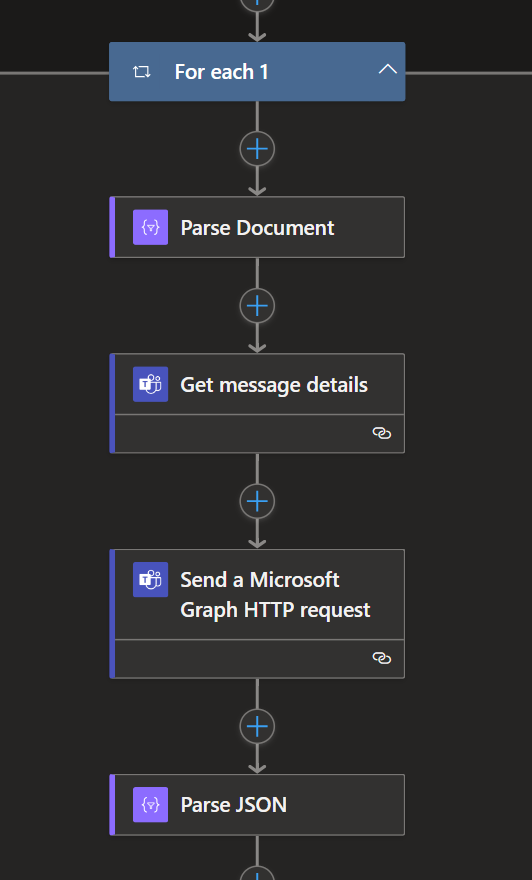 For each 1
Parse Document
Get message details
Send a Microsoft
Graph HTTP request
Parse JSON